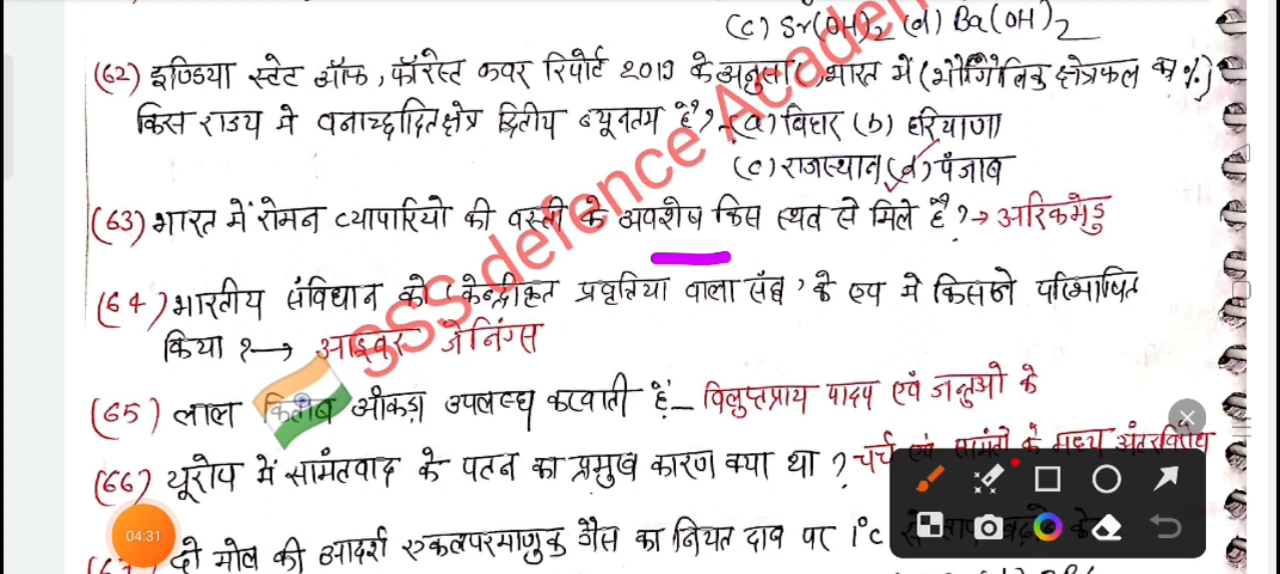 (c) Sr(OH)2 (d) Ba(OH)2
(62) इण्डिया स्टेट ऑफ, फॉरेस्ट कवर रिपोर्ट 2019 के अनुसार, भारत में (भौगोलिक क्षेत्रफल का %)
किस राज्य मे वनाच्छादित क्षेत्र द्वितीय न्यूनतम है? (a) बिहार (b) हरियाणा
(c) राजस्थान (d) पंजाब
(63) भारत में रोमन व्यापारियो की वस्ती के अवशेष किस स्थल से मिले है? → अरिकमेडु
(64) भारतीय संविधान को 'केन्द्रीकृत प्रवृत्तिया वाला संघ' के रूप मे किसने परिभाषित
किया? → आइवर जेनिंग्स
(65) लाल किताब आँकड़ा उपलब्ध करवाती है - विलुप्तप्राय पादप एवं जन्तुओ के
(66) यूरोप में सामंतवाद के पतन का प्रमुख कारण क्या था? चर्च एवं सामंतो के मध्य अंतरविरोध
दो मोल की आदर्श एकलपरमाणुक गैस का नियत दाब पर 1°C
SSS defence Academy
04:31